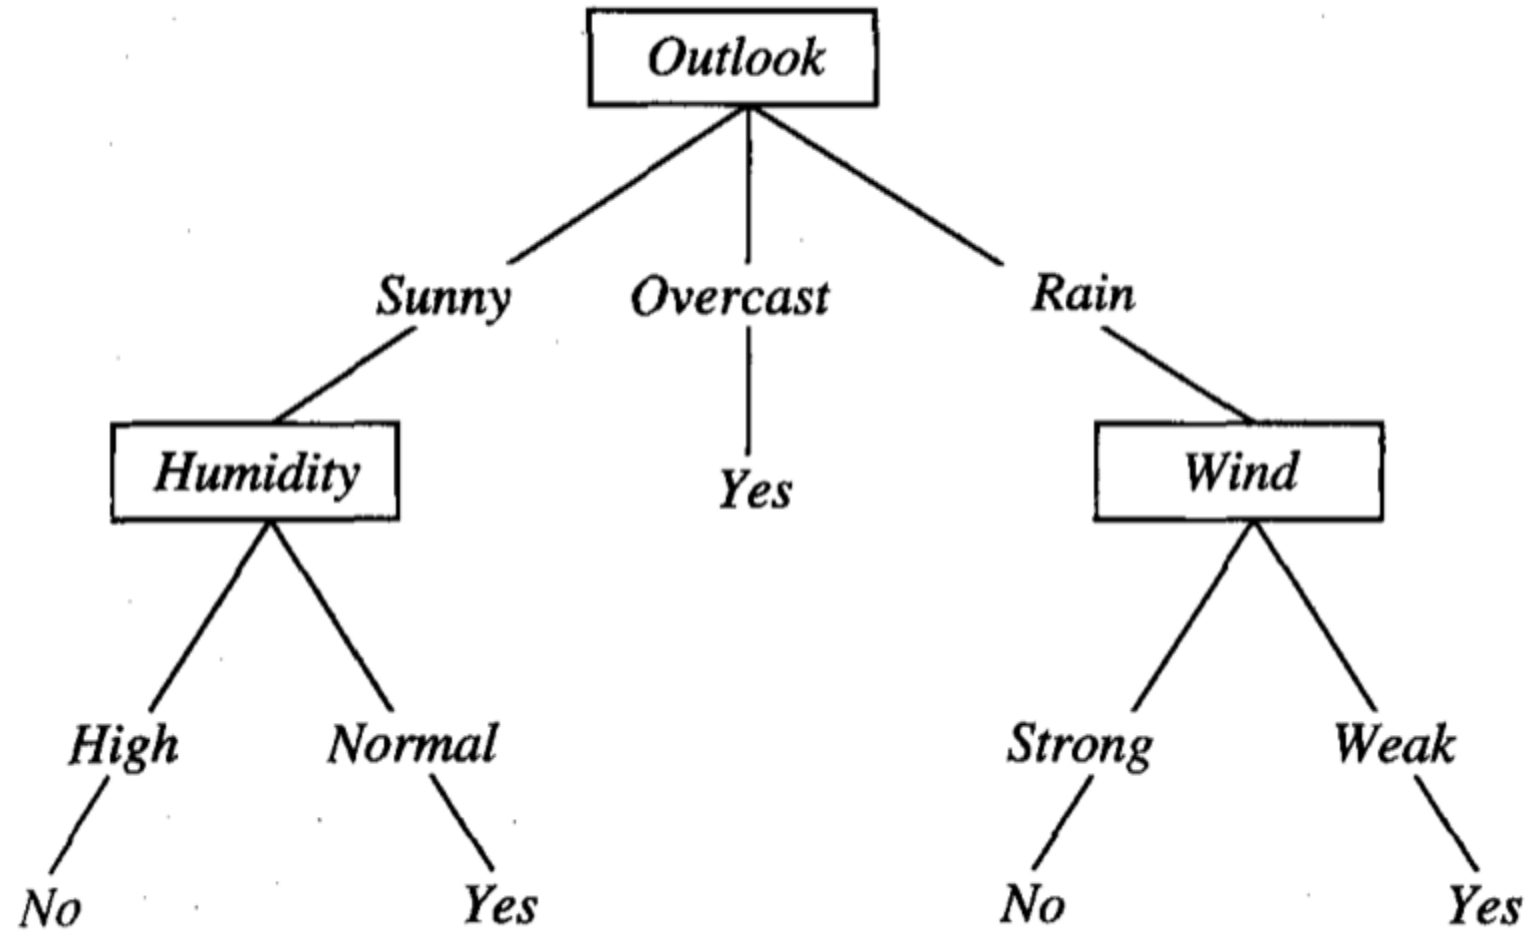 Outlook
Sunny Overcast Rain
Humidity Yes Wind
High Normal Strong Weak
No Yes No Yes